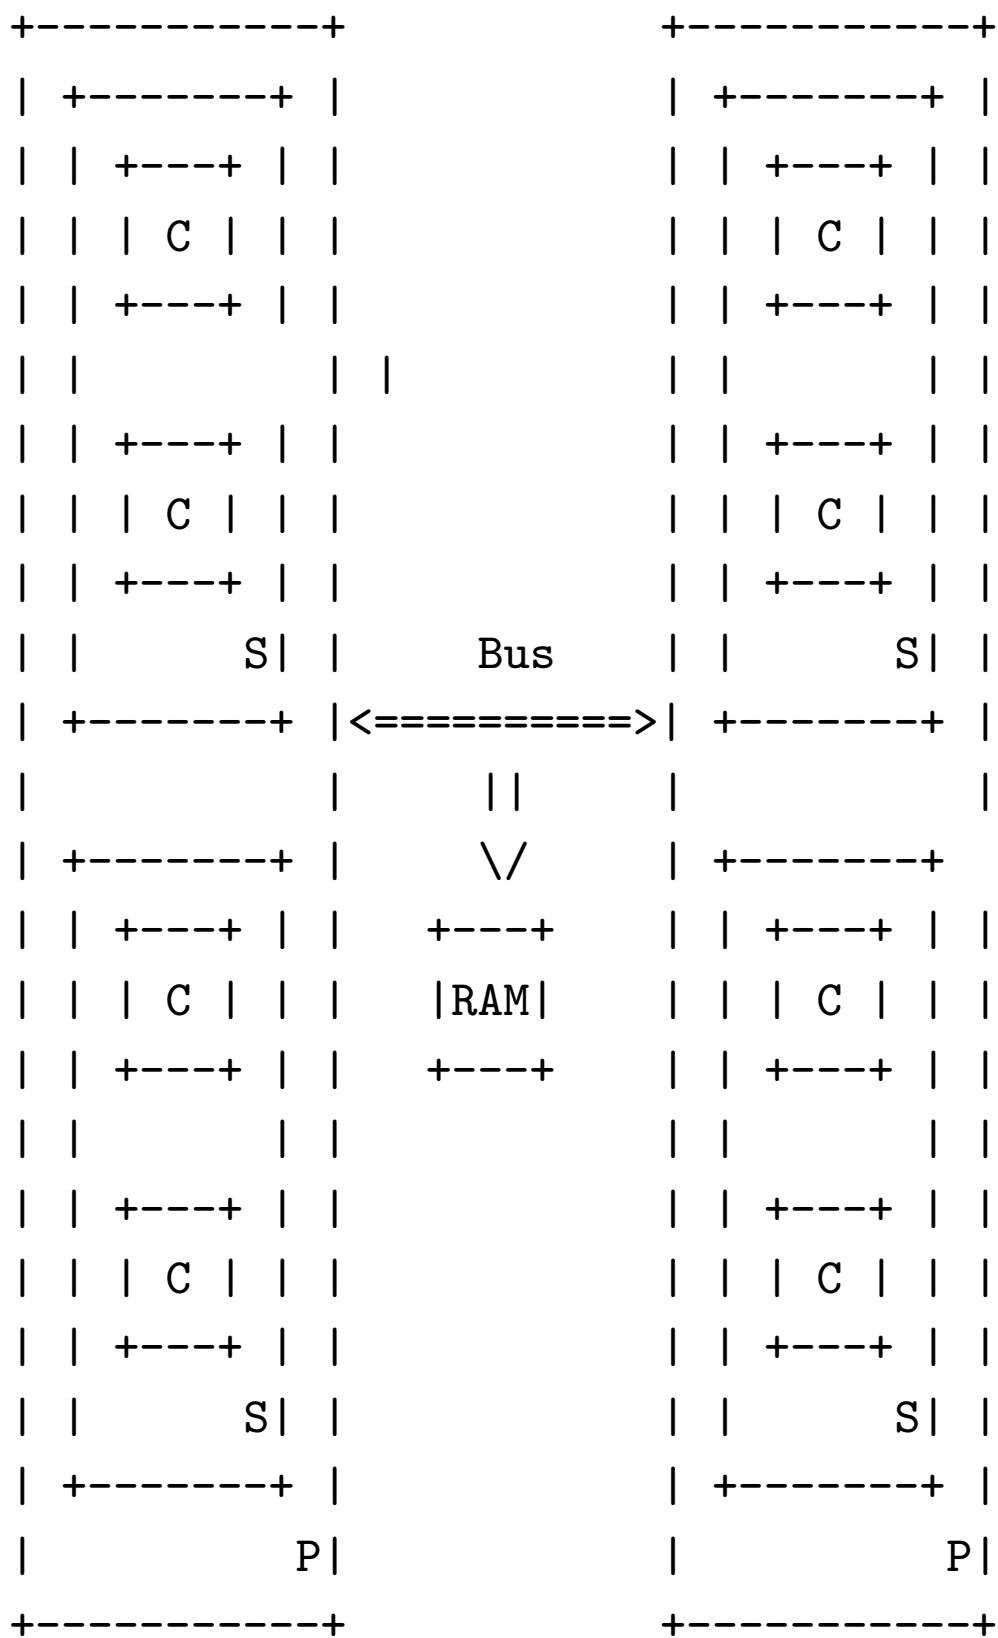 +-----------+            +-----------+
| +-------+ |            | +-------+ |
| | +---+ | |            | | +---+ | |
| | | C | | |            | | | C | | |
| | +---+ | |            | | +---+ | |
| |         | |          | |       | |
| | +---+ | |            | | +---+ | |
| | | C | | |            | | | C | | |
| | +---+ | |            | | +---+ | |
| |      S| |     Bus    | |      S| |
| +-------+ |<==========>| +-------+ |
|           |     ||     |           |
| +-------+ |     \/     | +-------+
| | +---+ | |   +---+    | | +---+ | |
| | | C | | |   |RAM|    | | | C | | |
| | +---+ | |   +---+    | | +---+ | |
| |       | |            | |       | |
| | +---+ | |            | | +---+ | |
| | | C | | |            | | | C | | |
| | +---+ | |            | | +---+ | |
| |      S| |            | |      S| |
| +-------+ |            | +-------+ |
|          P|            |          P|
+-----------+            +-----------+